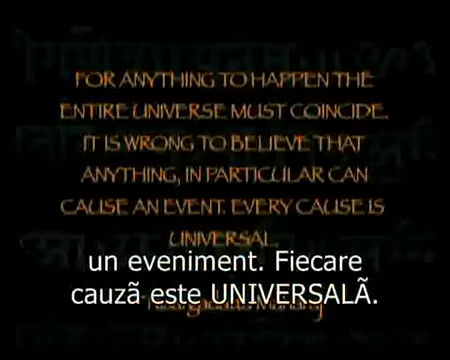 FOR ANYTHING TO HAPPEN THE
ENTIRE UNIVERSE MUST COINCIDE.
IT IS WRONG TO BELIEVE THAT
ANYTHING, IN PARTICULAR CAN
CAUSE AN EVENT. EVERY CAUSE IS
UNIVERSAL.
un eveniment. Fiecare
cauzã este UNIVERSALÃ.